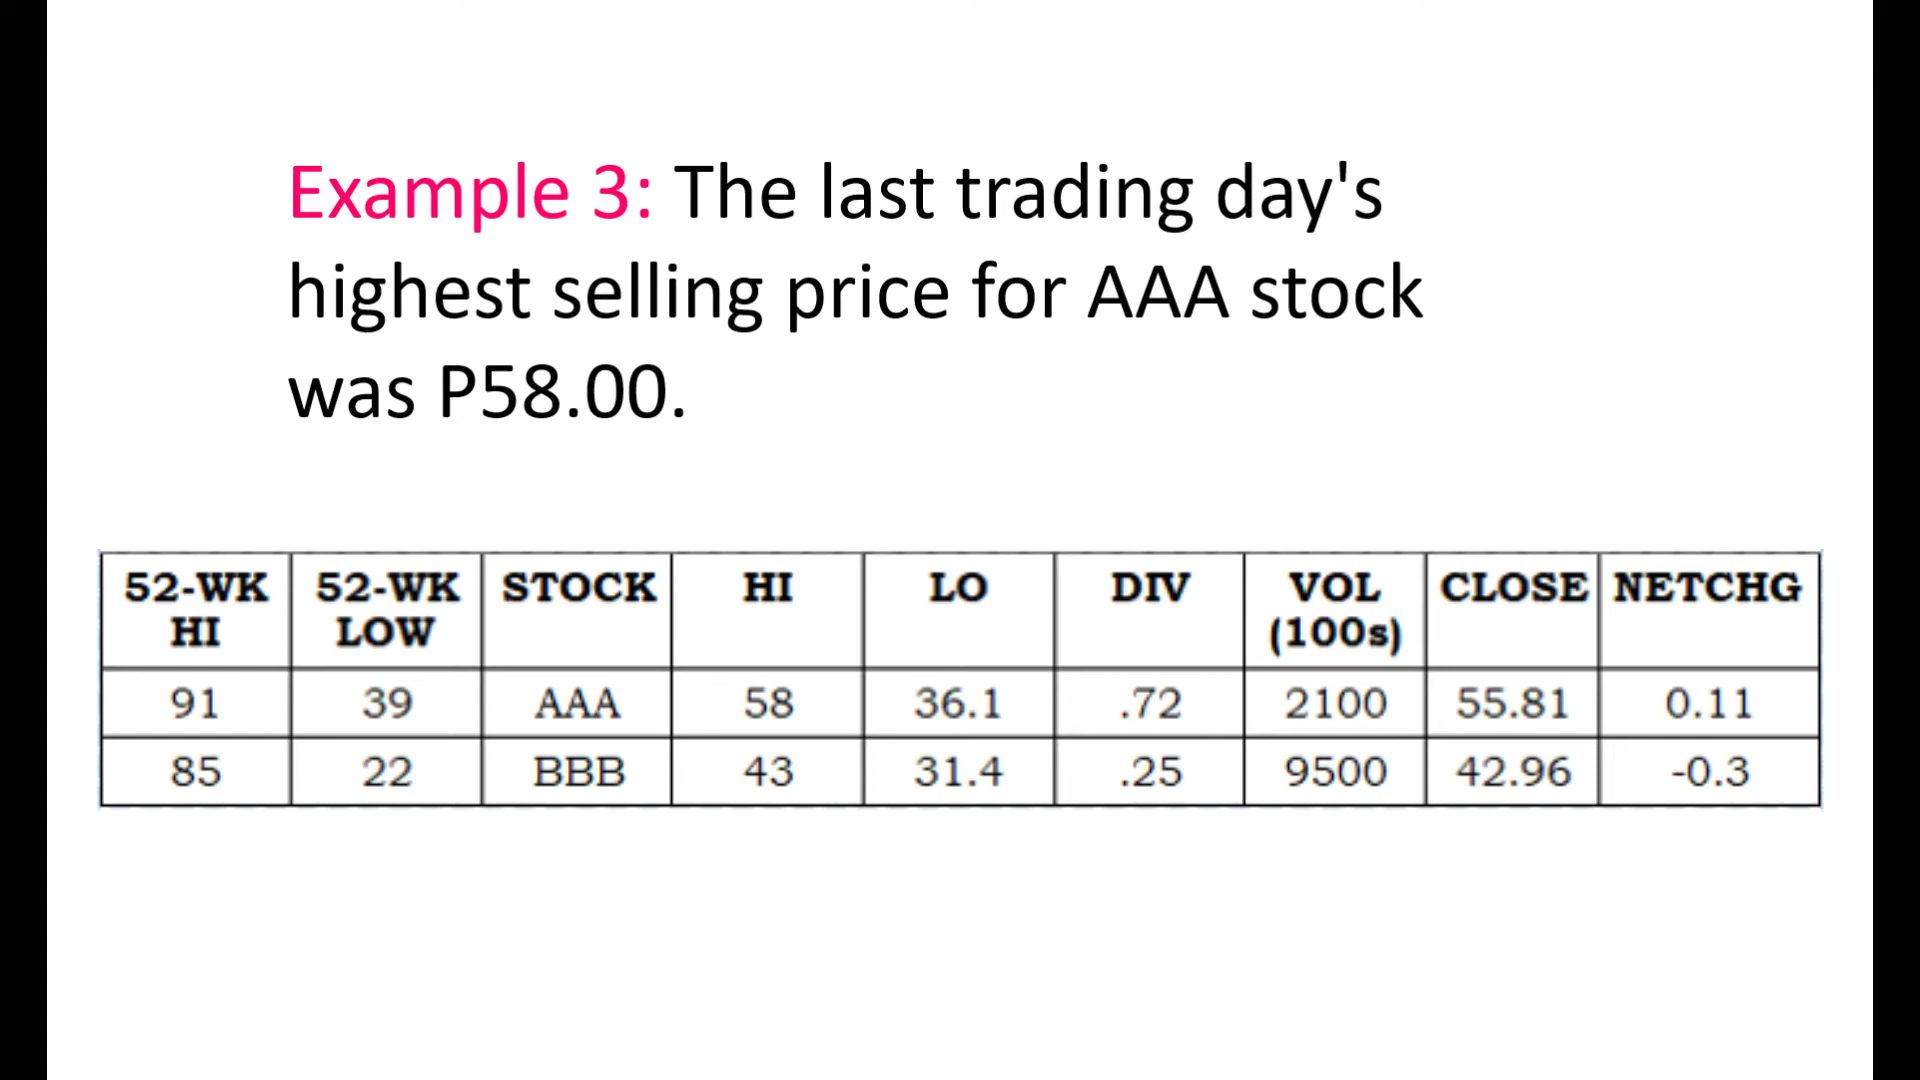 Example 3: The last trading day's
highest selling price for AAA stock
was P58.00.
52-WK HI 52-WK LOW STOCK HI LO DIV VOL (100s) CLOSE NETCHG
91 39 AAA 58 36.1 .72 2100 55.81 0.11
85 22 BBB 43 31.4 .25 9500 42.96 -0.3